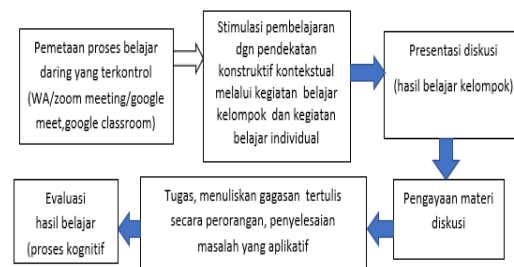 Pemetaan proses belajar
daring yang terkontrol
(WA/zoom meeting/google
meet,google classroom)
Stimulasi pembelajaran
dgn pendekatan
konstruktif kontekstual
melalui kegiatan belajar
kelompok dan kegiatan
belajar individual
Presentasi diskusi
(hasil belajar kelompok)
Pengayaan materi
diskusi
Tugas, menuliskan gagasan tertulis
secara perorangan, penyelesaian
masalah yang aplikatif
Evaluasi
hasil belajar
(proses kognitif